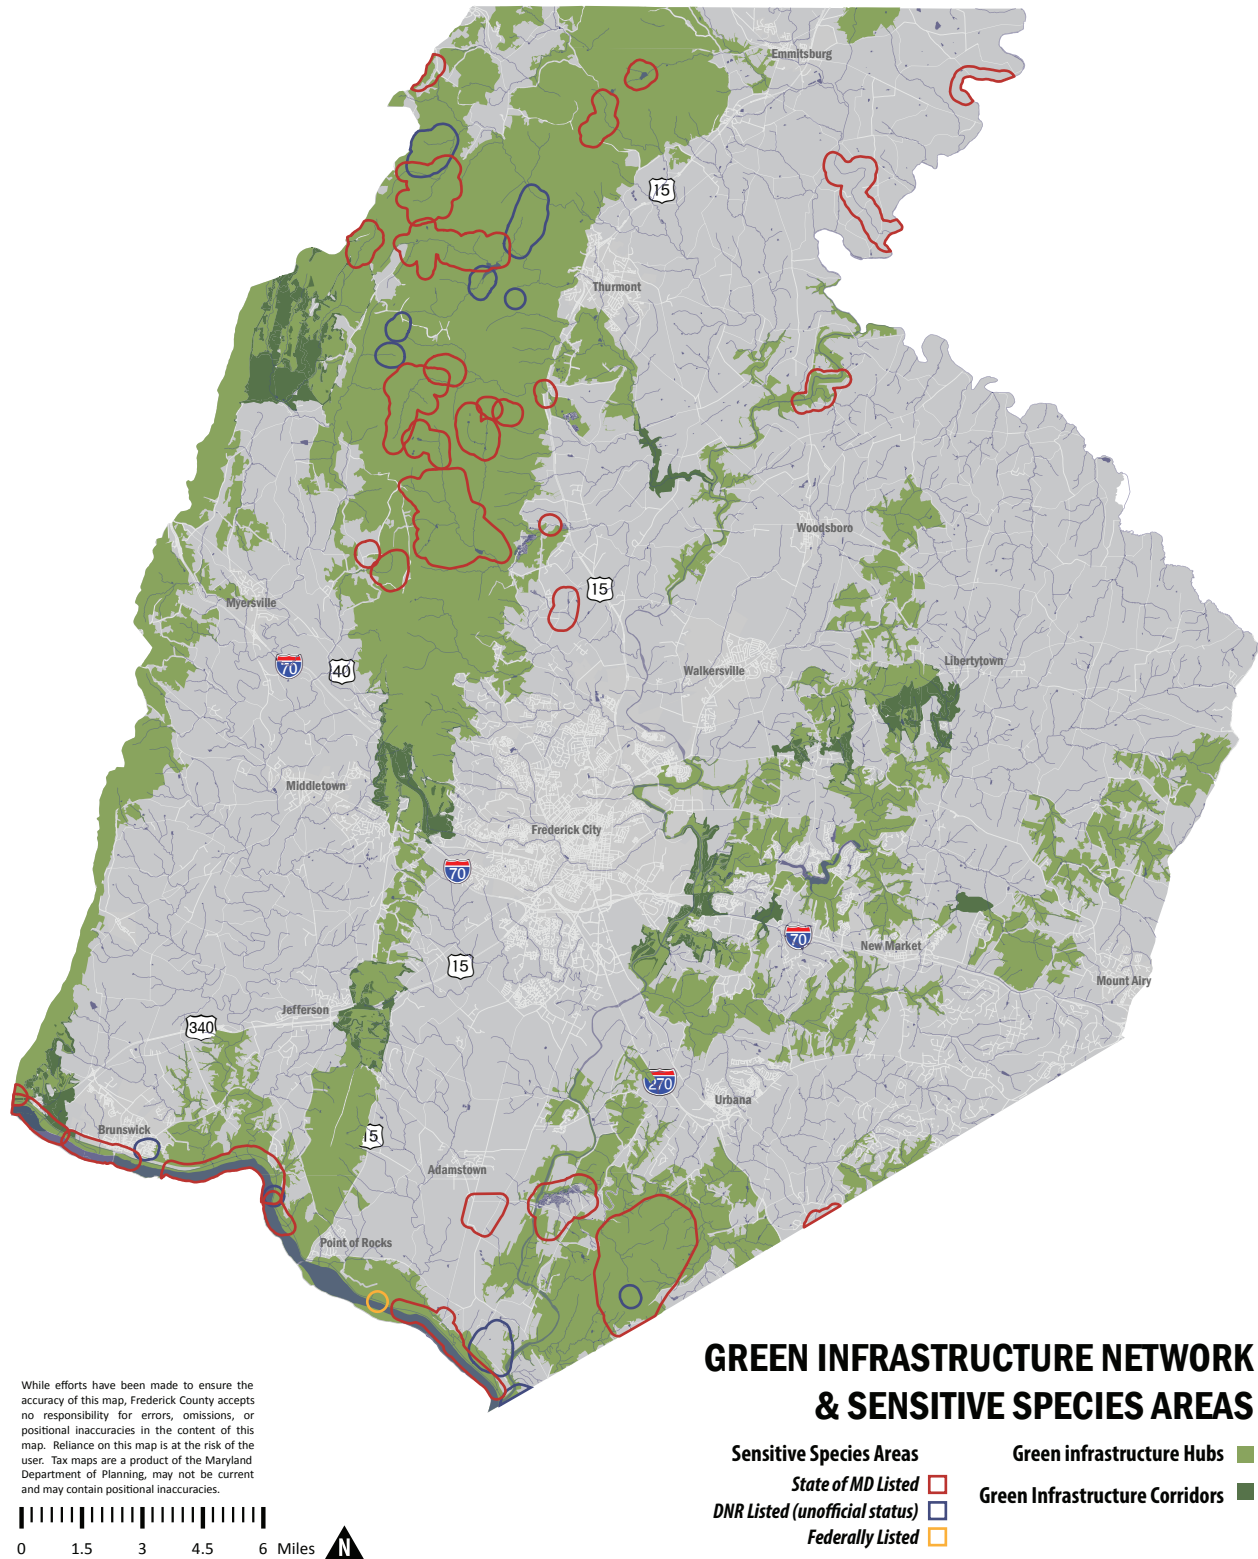 Emmitsburg
15
Thurmont
Woodsboro
15
Myersville
70
40
Walkersville
Libertytown
Middletown
Frederick City
70
70
New Market
15
Mount Airy
Jefferson
340
270
Urbana
Brunswick
15
Adamstown
Point of Rocks
GREEN INFRASTRUCTURE NETWORK
& SENSITIVE SPECIES AREAS
Sensitive Species Areas
State of MD Listed
DNR Listed (unofficial status)
Federally Listed
Green infrastructure Hubs
Green Infrastructure Corridors
While efforts have been made to ensure the
accuracy of this map, Frederick County accepts
no responsibility for errors, omissions, or
positional inaccuracies in the content of this
map. Reliance on this map is at the risk of the
user. Tax maps are a product of the Maryland
Department of Planning, may not be current
and may contain positional inaccuracies.
0 1.5 3 4.5 6 Miles
N